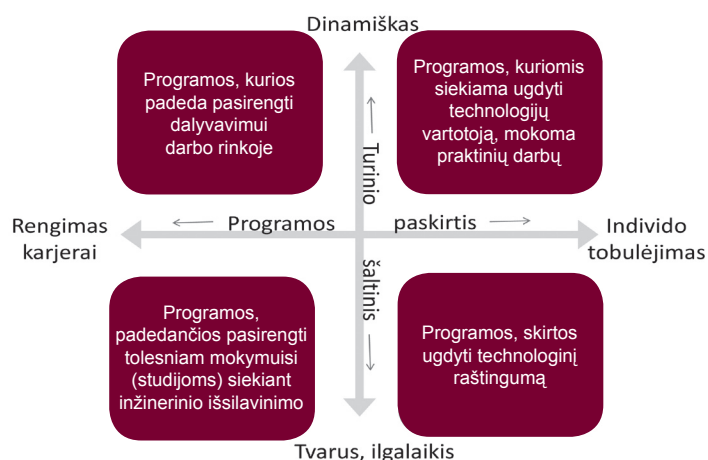 Dinamiškas
Programos, kurios
padeda pasirengti
dalyvavimui
darbo rinkoje
Programos, kuriomis
siekiama ugdyti
technologijų
vartotoją, mokoma
praktinių darbų
Turinio
Rengimas
karjerai
Programos
paskirtis
Individo
tobulėjimas
šaltinis
Programos,
padedančios pasirengti
tolesniam mokymuisi
(studijoms) siekiant
inžinerinio išsilavinimo
Programos, skirtos
ugdyti technologinį
raštingumą
Tvarus, ilgalaikis